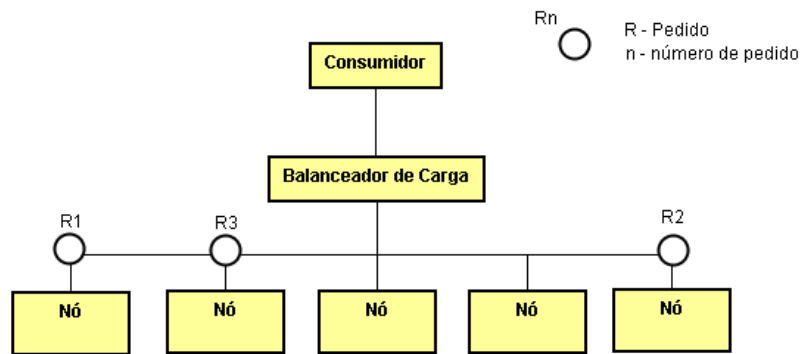 Rn
R - Pedido
n - número de pedido
Consumidor
Balanceador de Carga
R1
R3
R2
Nó
Nó
Nó
Nó
Nó